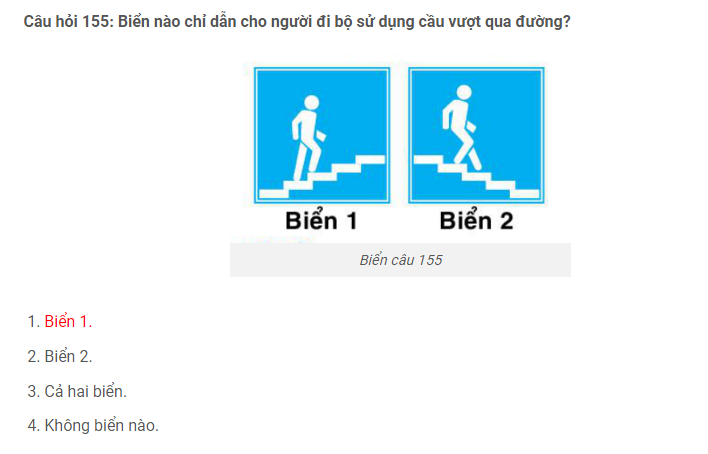 Câu hỏi 155: Biển nào chỉ dẫn cho người đi bộ sử dụng cầu vượt qua đường?
Biển 1 Biển 2
Biển câu 155
1. Biển 1.
2. Biển 2.
3. Cả hai biển.
4. Không biển nào.